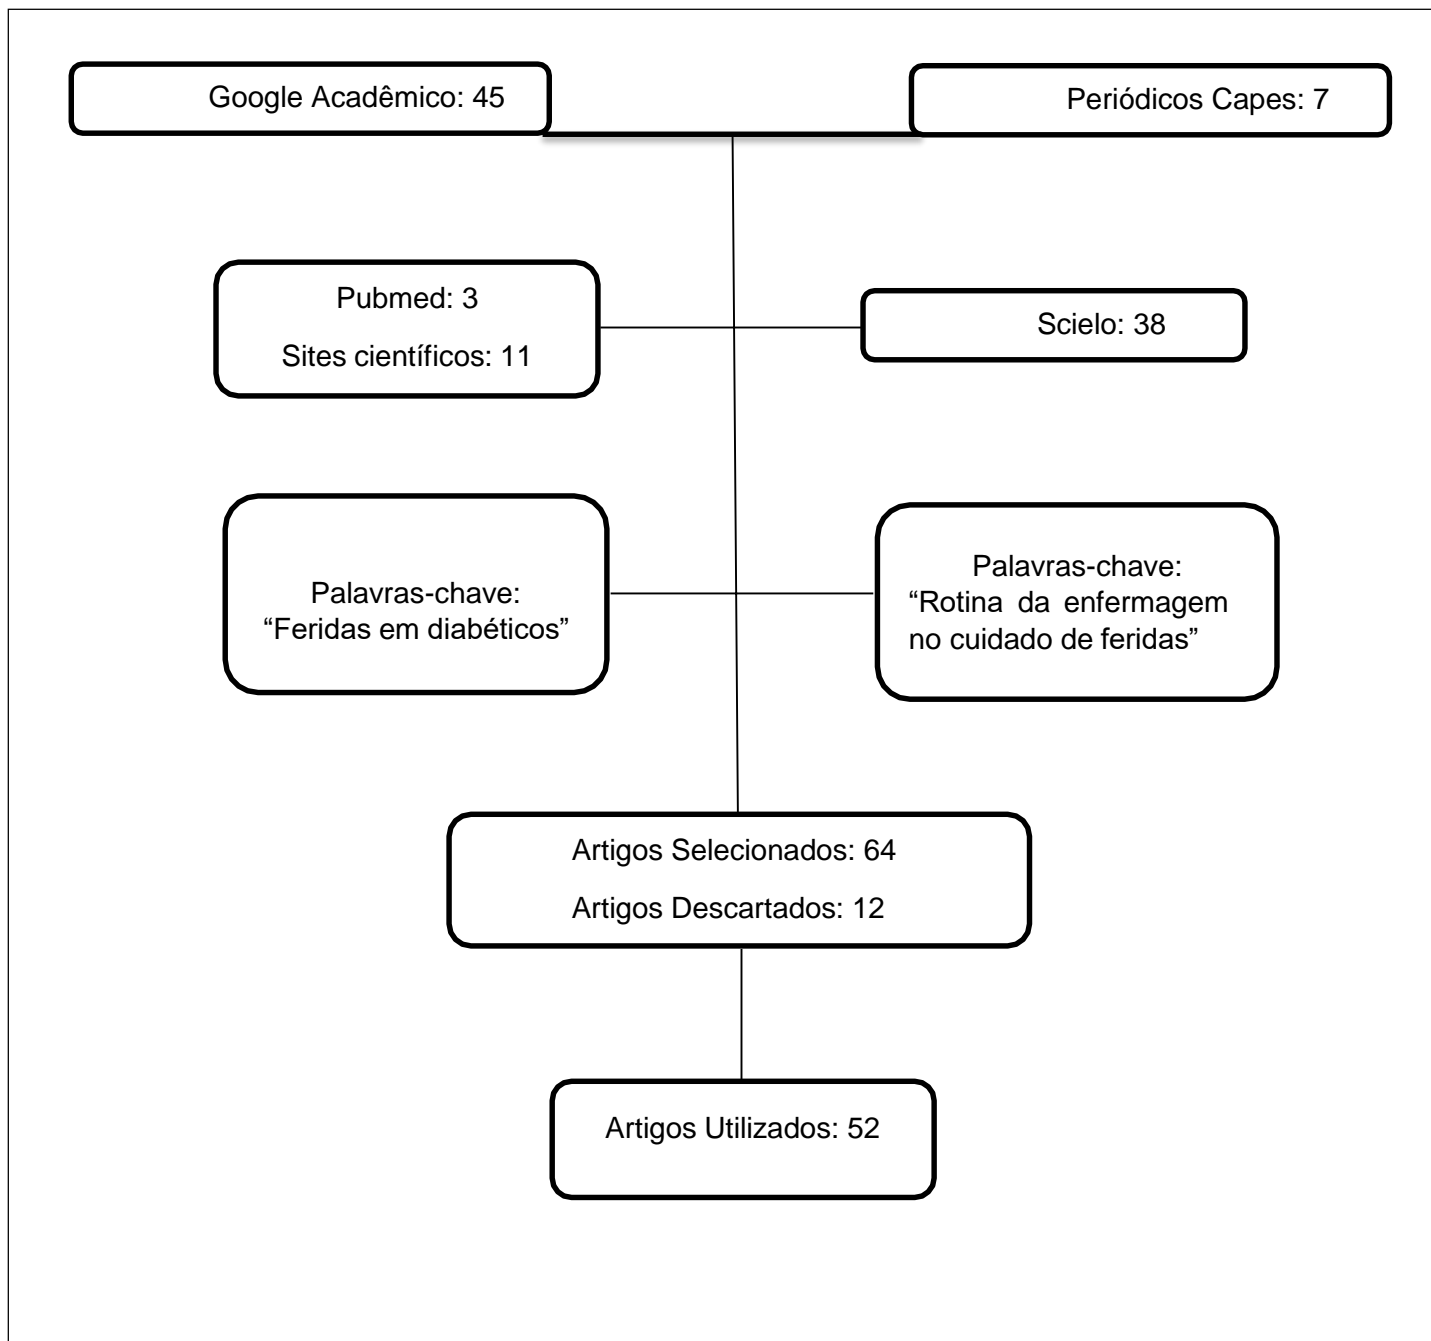 Google Acadêmico: 45
Periódicos Capes: 7
Pubmed: 3
Sites científicos: 11
Scielo: 38
Palavras-chave:
“Feridas em diabéticos”
Palavras-chave:
“Rotina da enfermagem
no cuidado de feridas”
Artigos Selecionados: 64
Artigos Descartados: 12
Artigos Utilizados: 52